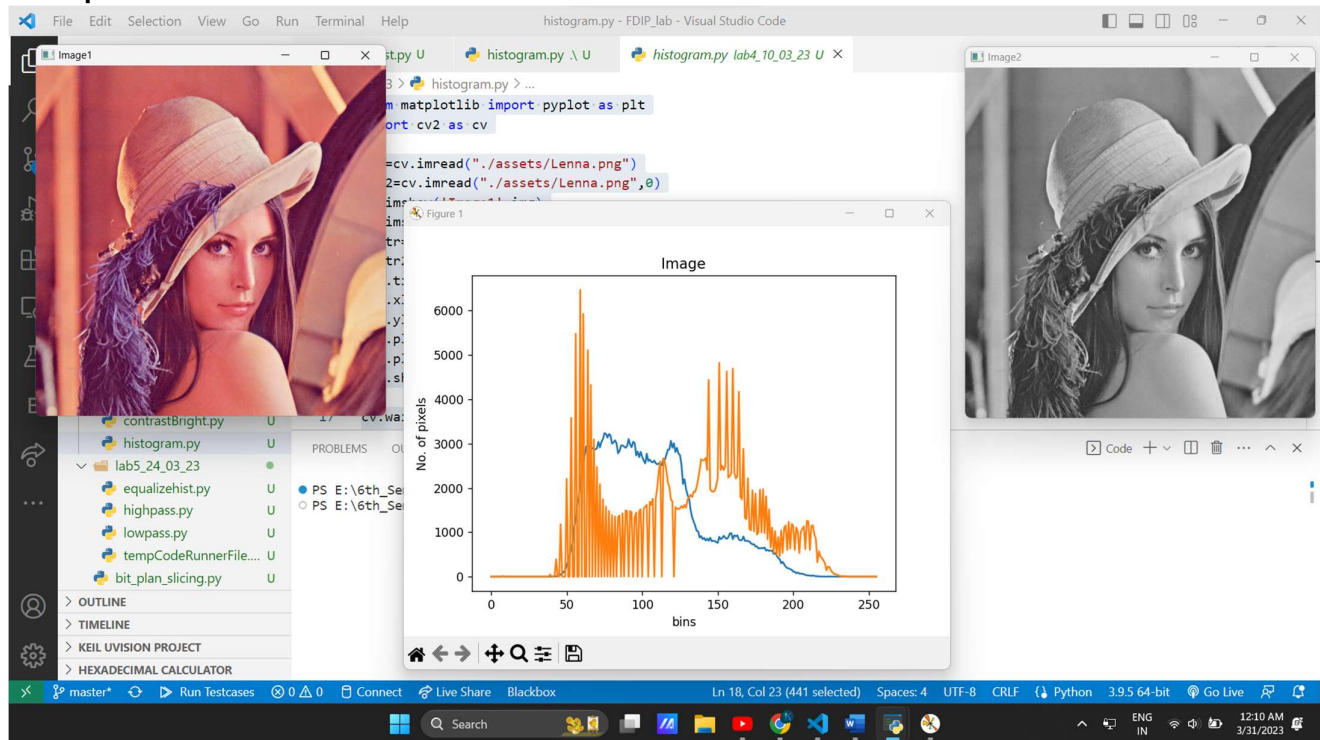 File Edit Selection View Go Run Terminal Help
histogram.py - FDIP_lab - Visual Studio Code
Image1
st.py U
histogram.py .\ U
histogram.py lab4_10_03_23 U
Image2
3 > histogram.py > ...
m matplotlib import pyplot as plt
ort cv2 as cv
=cv.imread("./assets/Lenna.png")
2=cv.imread("./assets/Lenna.png",0)
Figure 1
Image
6000
5000
4000
3000
2000
1000
0
No. of pixels
0 50 100 150 200 250
bins
17 cv.wai
contrastBright.py U
histogram.py U
lab5_24_03_23
equalizehist.py U
highpass.py U
lowpass.py U
tempCodeRunnerFile.... U
bit_plan_slicing.py U
OUTLINE
TIMELINE
KEIL UVISION PROJECT
HEXADECIMAL CALCULATOR
PROBLEMS
Code
PS E:\6th_Se
PS E:\6th_Se
master* Run Testcases 0 0 Connect Live Share Blackbox Ln 18, Col 23 (441 selected) Spaces: 4 UTF-8 CRLF Python 3.9.5 64-bit Go Live
Search
ENG
IN
12:10 AM
3/31/2023